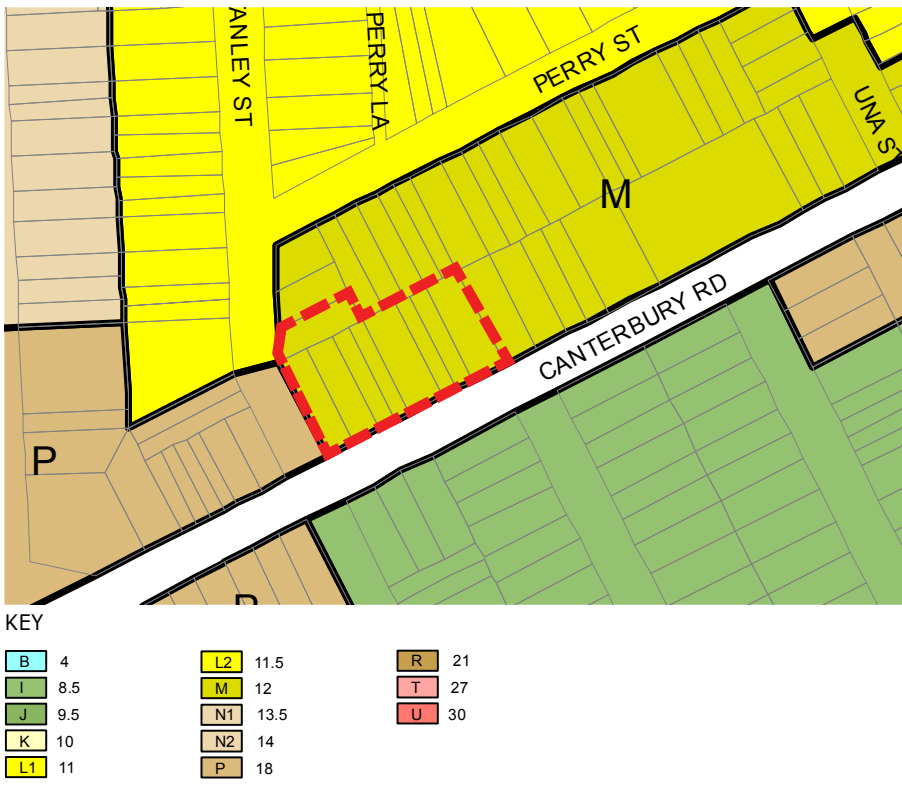 ANLEY ST
PERRY LA
PERRY ST
UNA ST
M
CANTERBURY RD
P
KEY
B 4
I 8.5
J 9.5
K 10
L1 11
L2 11.5
M 12
N1 13.5
N2 14
P 18
R 21
T 27
U 30